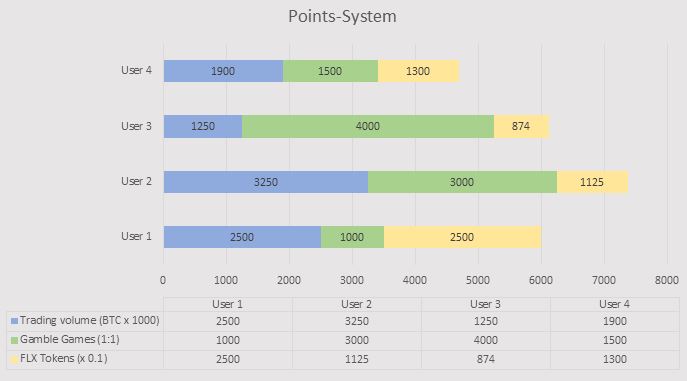 Points-System
User 4 1900 1500 1300
User 3 1250 4000 874
User 2 3250 3000 1125
User 1 2500 1000 2500
0 1000 2000 3000 4000 5000 6000 7000 8000
User 1 User 2 User 3 User 4
Trading volume (BTC x 1000) 2500 3250 1250 1900
Gamble Games (1:1) 1000 3000 4000 1500
FLX Tokens (x 0.1) 2500 1125 874 1300